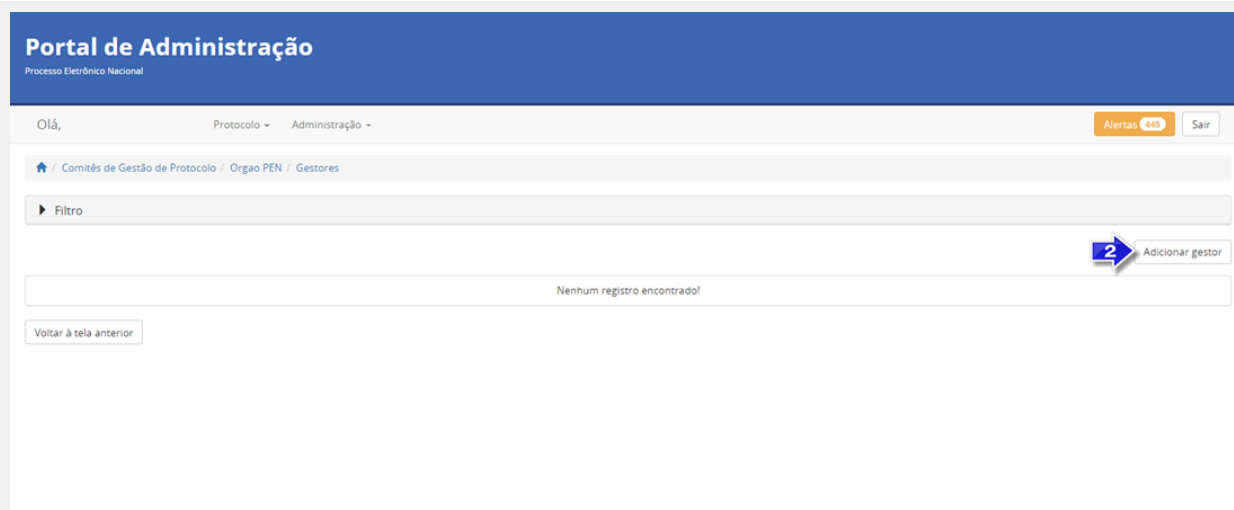 Portal de Administração
Processo Eletrônico Nacional
Olá, Protocolo Administração Alertas 445 Sair
/ Comitês de Gestão de Protocolo / Orgao PEN / Gestores
Filtro
2 Adicionar gestor
Nenhum registro encontrado!
Voltar à tela anterior